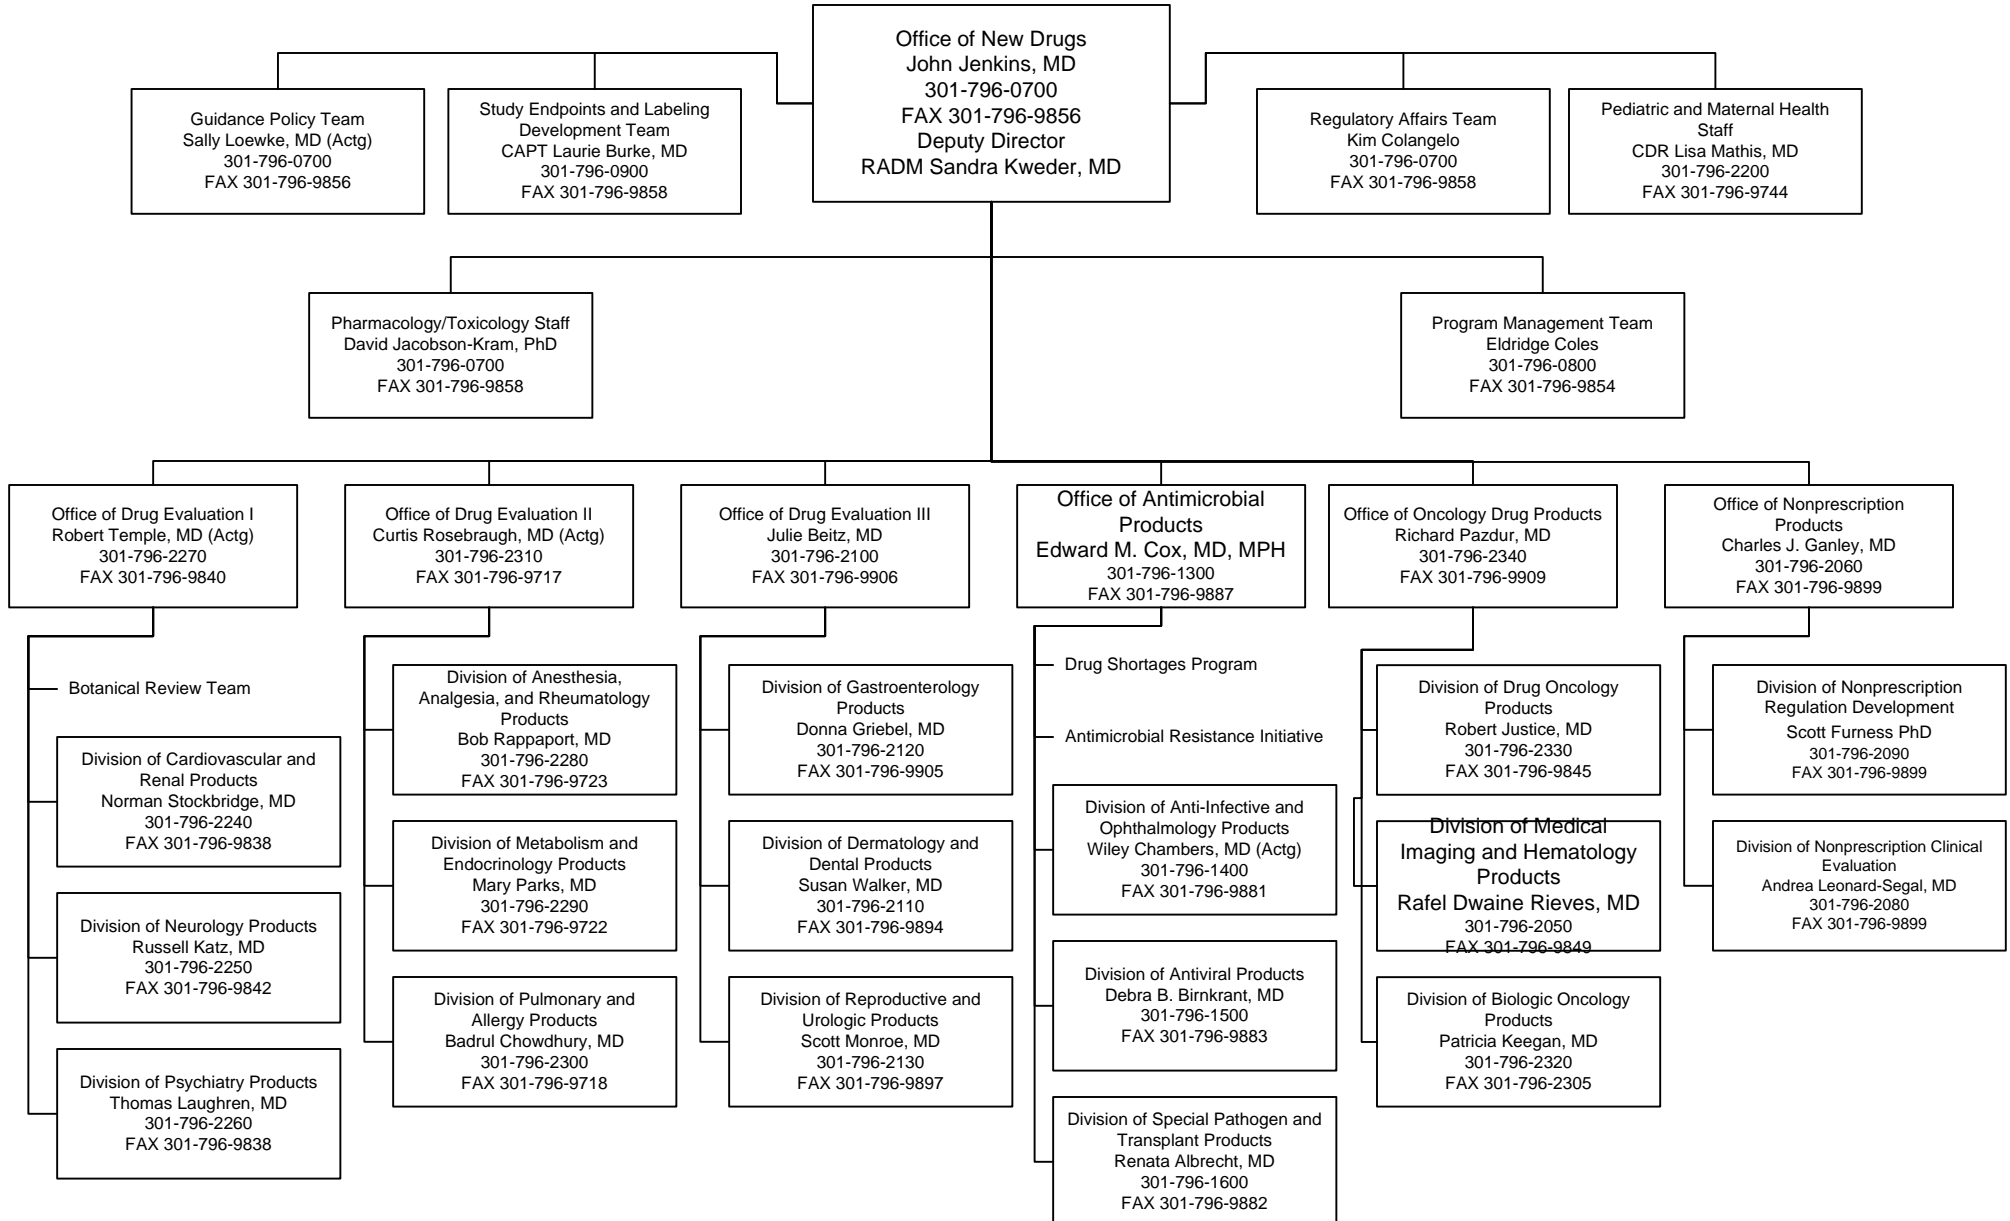 Office of New Drugs
John Jenkins, MD
301-796-0700
FAX 301-796-9856
Deputy Director
RADM Sandra Kweder, MD
Guidance Policy Team
Sally Loewke, MD (Actg)
301-796-0700
FAX 301-796-9856
Study Endpoints and Labeling
Development Team
CAPT Laurie Burke, MD
301-796-0900
FAX 301-796-9858
Regulatory Affairs Team
Kim Colangelo
301-796-0700
FAX 301-796-9858
Pediatric and Maternal Health
Staff
CDR Lisa Mathis, MD
301-796-2200
FAX 301-796-9744
Pharmacology/Toxicology Staff
David Jacobson-Kram, PhD
301-796-0700
FAX 301-796-9858
Program Management Team
Eldridge Coles
301-796-0800
FAX 301-796-9854
Office of Drug Evaluation I
Robert Temple, MD (Actg)
301-796-2270
FAX 301-796-9840
Office of Drug Evaluation II
Curtis Rosebraugh, MD (Actg)
301-796-2310
FAX 301-796-9717
Office of Drug Evaluation III
Julie Beitz, MD
301-796-2100
FAX 301-796-9906
Office of Antimicrobial
Products
Edward M. Cox, MD, MPH
301-796-1300
FAX 301-796-9887
Office of Oncology Drug Products
Richard Pazdur, MD
301-796-2340
FAX 301-796-9909
Office of Nonprescription
Products
Charles J. Ganley, MD
301-796-2060
FAX 301-796-9899
Botanical Review Team
Division of Cardiovascular and
Renal Products
Norman Stockbridge, MD
301-796-2240
FAX 301-796-9838
Division of Neurology Products
Russell Katz, MD
301-796-2250
FAX 301-796-9842
Division of Psychiatry Products
Thomas Laughren, MD
301-796-2260
FAX 301-796-9838
Division of Anesthesia,
Analgesia, and Rheumatology
Products
Bob Rappaport, MD
301-796-2280
FAX 301-796-9723
Division of Metabolism and
Endocrinology Products
Mary Parks, MD
301-796-2290
FAX 301-796-9722
Division of Pulmonary and
Allergy Products
Badrul Chowdhury, MD
301-796-2300
FAX 301-796-9718
Division of Gastroenterology
Products
Donna Griebel, MD
301-796-2120
FAX 301-796-9905
Division of Dermatology and
Dental Products
Susan Walker, MD
301-796-2110
FAX 301-796-9894
Division of Reproductive and
Urologic Products
Scott Monroe, MD
301-796-2130
FAX 301-796-9897
Drug Shortages Program
Antimicrobial Resistance Initiative
Division of Anti-Infective and
Ophthalmology Products
Wiley Chambers, MD (Actg)
301-796-1400
FAX 301-796-9881
Division of Antiviral Products
Debra B. Birnkrant, MD
301-796-1500
FAX 301-796-9883
Division of Special Pathogen and
Transplant Products
Renata Albrecht, MD
301-796-1600
FAX 301-796-9882
Division of Drug Oncology
Products
Robert Justice, MD
301-796-2330
FAX 301-796-9845
Division of Medical
Imaging and Hematology
Products
Rafel Dwaine Rieves, MD
301-796-2050
FAX 301-796-9849
Division of Biologic Oncology
Products
Patricia Keegan, MD
301-796-2320
FAX 301-796-2305
Division of Nonprescription
Regulation Development
Scott Furness PhD
301-796-2090
FAX 301-796-9899
Division of Nonprescription Clinical
Evaluation
Andrea Leonard-Segal, MD
301-796-2080
FAX 301-796-9899